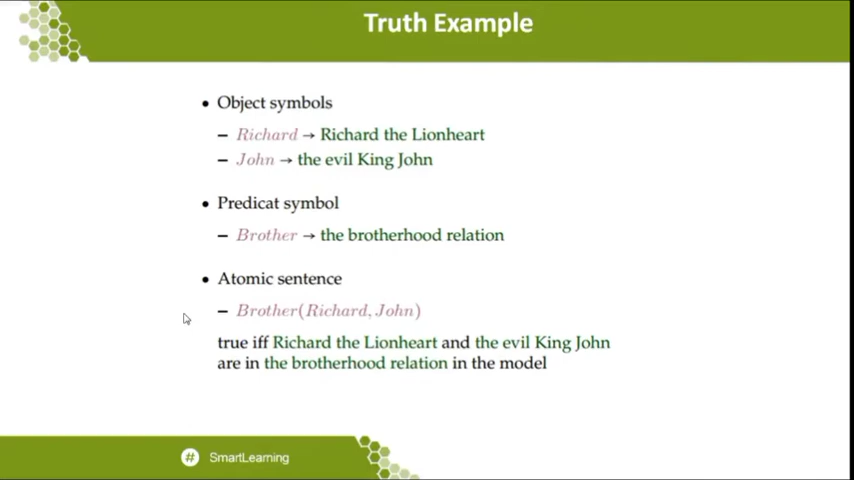 Truth Example
• Object symbols
– Richard → Richard the Lionheart
– John → the evil King John
• Predicat symbol
– Brother → the brotherhood relation
• Atomic sentence
– Brother(Richard, John)
true iff Richard the Lionheart and the evil King John
are in the brotherhood relation in the model
# SmartLearning